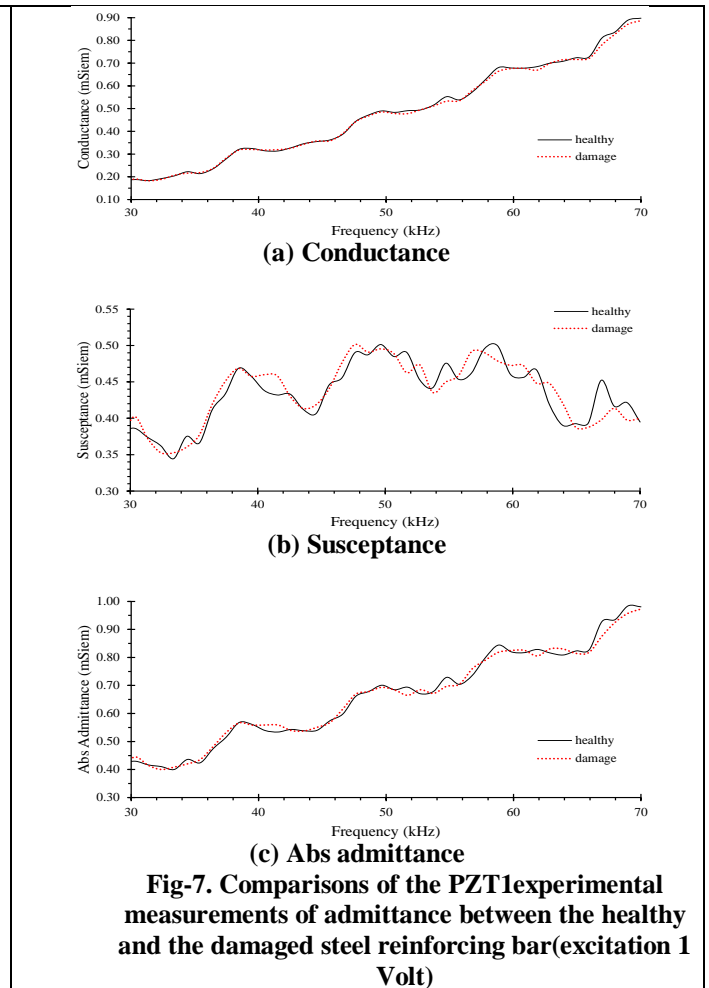 0.90
0.80
0.70
0.60
0.50
0.40
0.30
0.20
0.10
Conductance (mSiem)
healthy
damage
30 40 50 60 70
Frequency (kHz)
(a) Conductance
0.55
0.50
0.45
0.40
0.35
0.30
Susceptance (mSiem)
healthy
damage
30 40 50 60 70
Frequency (kHz)
(b) Susceptance
1.00
0.90
0.80
0.70
0.60
0.50
0.40
0.30
Abs Admittance (mSiem)
healthy
damage
30 40 50 60 70
Frequency (kHz)
(c) Abs admittance
Fig-7. Comparisons of the PZT1experimental
measurements of admittance between the healthy
and the damaged steel reinforcing bar(excitation 1
Volt)